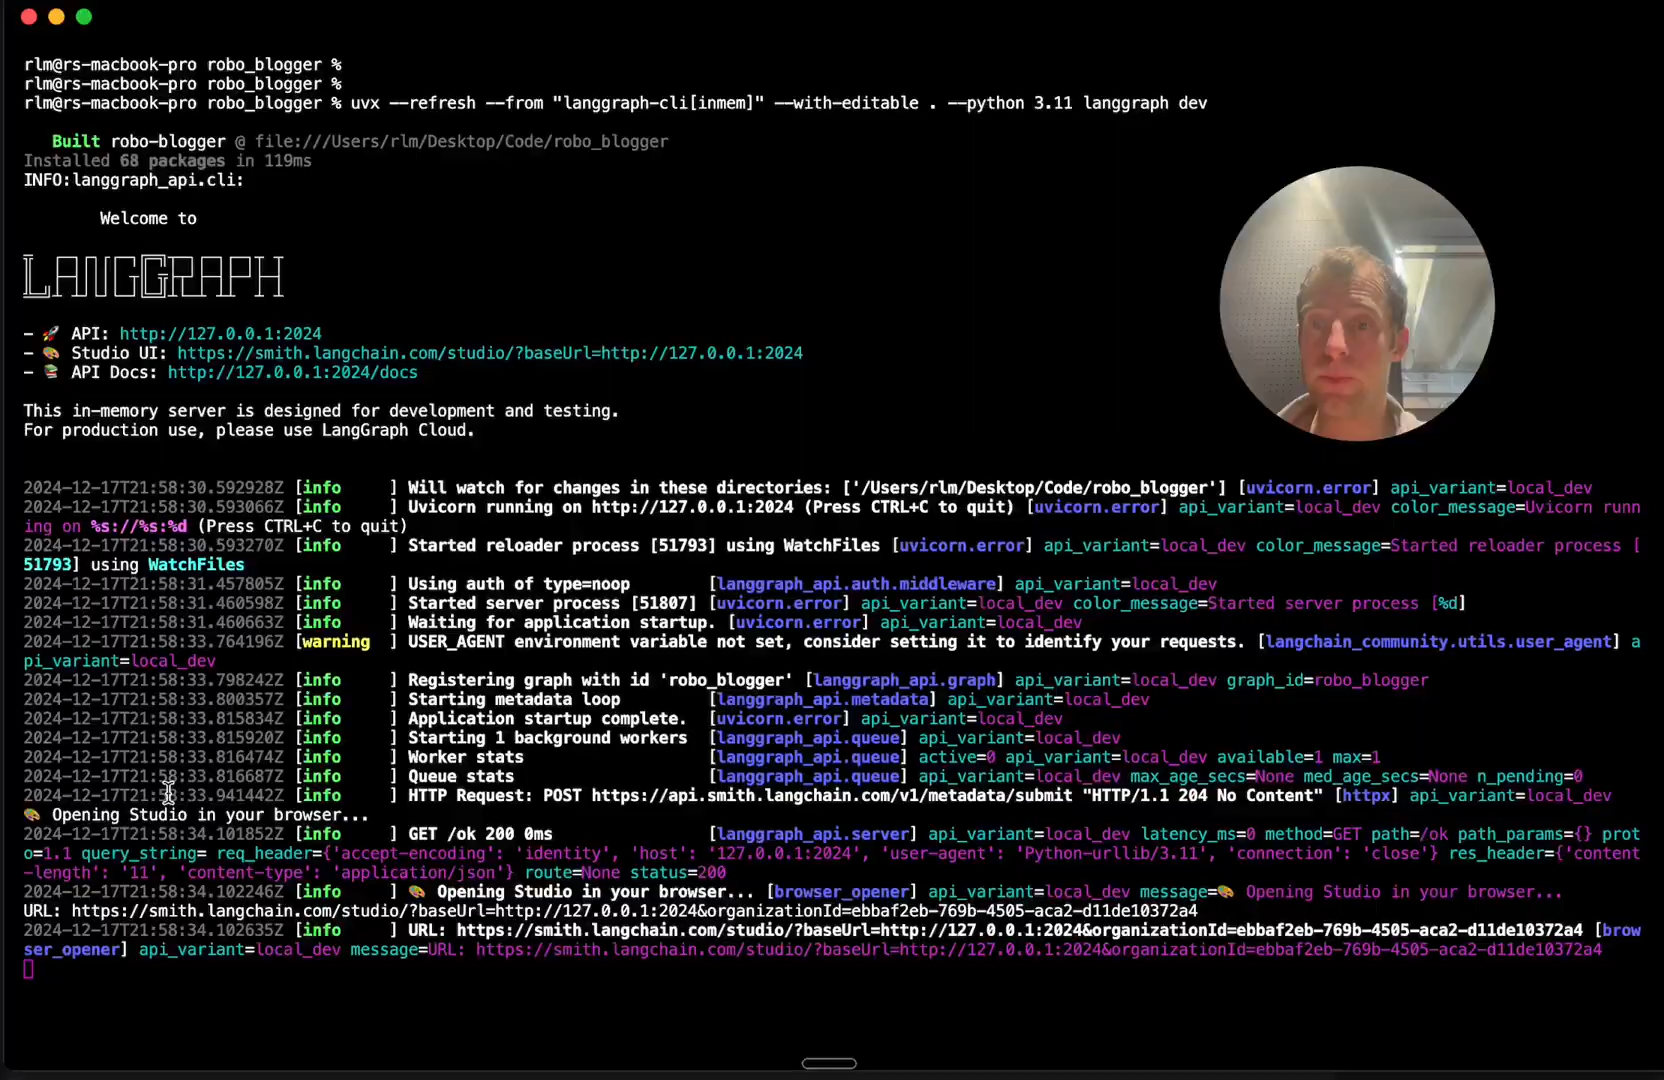 rlm@rs-macbook-pro robo_blogger %
rlm@rs-macbook-pro robo_blogger %
rlm@rs-macbook-pro robo_blogger % uvx --refresh --from "langgraph-cli[inmem]" --with-editable . --python 3.11 langgraph dev
Built robo-blogger @ file:///Users/rlm/Desktop/Code/robo_blogger
Installed 68 packages in 119ms
INFO:langgraph_api.cli:
Welcome to
LANGGRAPH
- 🚀 API: http://127.0.0.1:2024
- 🎨 Studio UI: https://smith.langchain.com/studio/?baseUrl=http://127.0.0.1:2024
- 📚 API Docs: http://127.0.0.1:2024/docs
This in-memory server is designed for development and testing.
For production use, please use LangGraph Cloud.
2024-12-17T21:58:30.592928Z [info     ] Will watch for changes in these directories: ['/Users/rlm/Desktop/Code/robo_blogger'] [uvicorn.error] api_variant=local_dev
2024-12-17T21:58:30.593066Z [info     ] Uvicorn running on http://127.0.0.1:2024 (Press CTRL+C to quit) [uvicorn.error] api_variant=local_dev color_message=Uvicorn runn
ing on %s://%s:%d (Press CTRL+C to quit)
2024-12-17T21:58:30.593270Z [info     ] Started reloader process [51793] using WatchFiles [uvicorn.error] api_variant=local_dev color_message=Started reloader process [
51793] using WatchFiles
2024-12-17T21:58:31.457805Z [info     ] Using auth of type=noop        [langgraph_api.auth.middleware] api_variant=local_dev
2024-12-17T21:58:31.460598Z [info     ] Started server process [51807] [uvicorn.error] api_variant=local_dev color_message=Started server process [%d]
2024-12-17T21:58:31.460663Z [info     ] Waiting for application startup. [uvicorn.error] api_variant=local_dev
2024-12-17T21:58:33.764196Z [warning  ] USER_AGENT environment variable not set, consider setting it to identify your requests. [langchain_community.utils.user_agent] a
pi_variant=local_dev
2024-12-17T21:58:33.798242Z [info     ] Registering graph with id 'robo_blogger' [langgraph_api.graph] api_variant=local_dev graph_id=robo_blogger
2024-12-17T21:58:33.800357Z [info     ] Starting metadata loop         [langgraph_api.metadata] api_variant=local_dev
2024-12-17T21:58:33.815834Z [info     ] Application startup complete.  [uvicorn.error] api_variant=local_dev
2024-12-17T21:58:33.815920Z [info     ] Starting 1 background workers  [langgraph_api.queue] api_variant=local_dev
2024-12-17T21:58:33.816474Z [info     ] Worker stats                   [langgraph_api.queue] active=0 api_variant=local_dev available=1 max=1
2024-12-17T21:58:33.816687Z [info     ] Queue stats                    [langgraph_api.queue] api_variant=local_dev max_age_secs=None med_age_secs=None n_pending=0
2024-12-17T21:58:33.941442Z [info     ] HTTP Request: POST https://api.smith.langchain.com/v1/metadata/submit "HTTP/1.1 204 No Content" [httpx] api_variant=local_dev
🎨 Opening Studio in your browser...
2024-12-17T21:58:34.101852Z [info     ] GET /ok 200 0ms                [langgraph_api.server] api_variant=local_dev latency_ms=0 method=GET path=/ok path_params={} prot
o=1.1 query_string= req_header={'accept-encoding': 'identity', 'host': '127.0.0.1:2024', 'user-agent': 'Python-urllib/3.11', 'connection': 'close'} res_header={'content
-length': '11', 'content-type': 'application/json'} route=None status=200
2024-12-17T21:58:34.102246Z [info     ] 🎨 Opening Studio in your browser... [browser_opener] api_variant=local_dev message=🎨 Opening Studio in your browser...
URL: https://smith.langchain.com/studio/?baseUrl=http://127.0.0.1:2024&organizationId=ebbaf2eb-769b-4505-aca2-d11de10372a4
2024-12-17T21:58:34.102635Z [info     ] URL: https://smith.langchain.com/studio/?baseUrl=http://127.0.0.1:2024&organizationId=ebbaf2eb-769b-4505-aca2-d11de10372a4 [brow
ser_opener] api_variant=local_dev message=URL: https://smith.langchain.com/studio/?baseUrl=http://127.0.0.1:2024&organizationId=ebbaf2eb-769b-4505-aca2-d11de10372a4